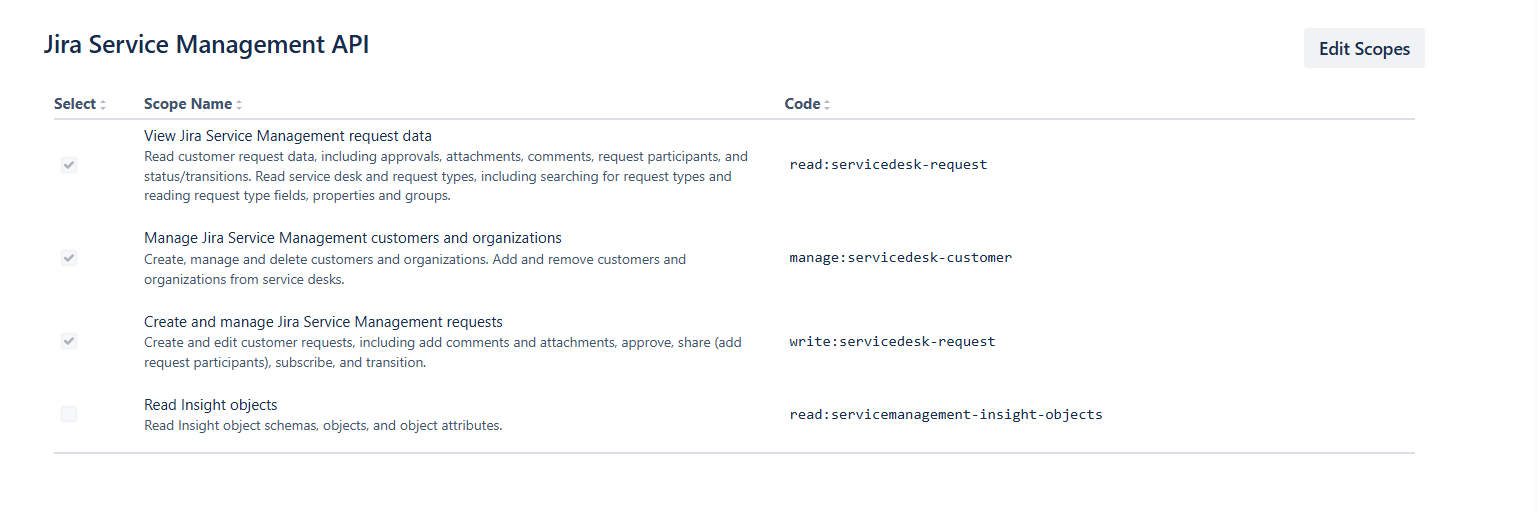 Jira Service Management API
Edit Scopes
Select Scope Name Code
View Jira Service Management request data
Read customer request data, including approvals, attachments, comments, request participants, and
status/transitions. Read service desk and request types, including searching for request types and
reading request type fields, properties and groups.
read:servicedesk-request
Manage Jira Service Management customers and organizations
Create, manage and delete customers and organizations. Add and remove customers and
organizations from service desks.
manage:servicedesk-customer
Create and manage Jira Service Management requests
Create and edit customer requests, including add comments and attachments, approve, share (add
request participants), subscribe, and transition.
write:servicedesk-request
Read Insight objects
Read Insight object schemas, objects, and object attributes.
read:servicemanagement-insight-objects